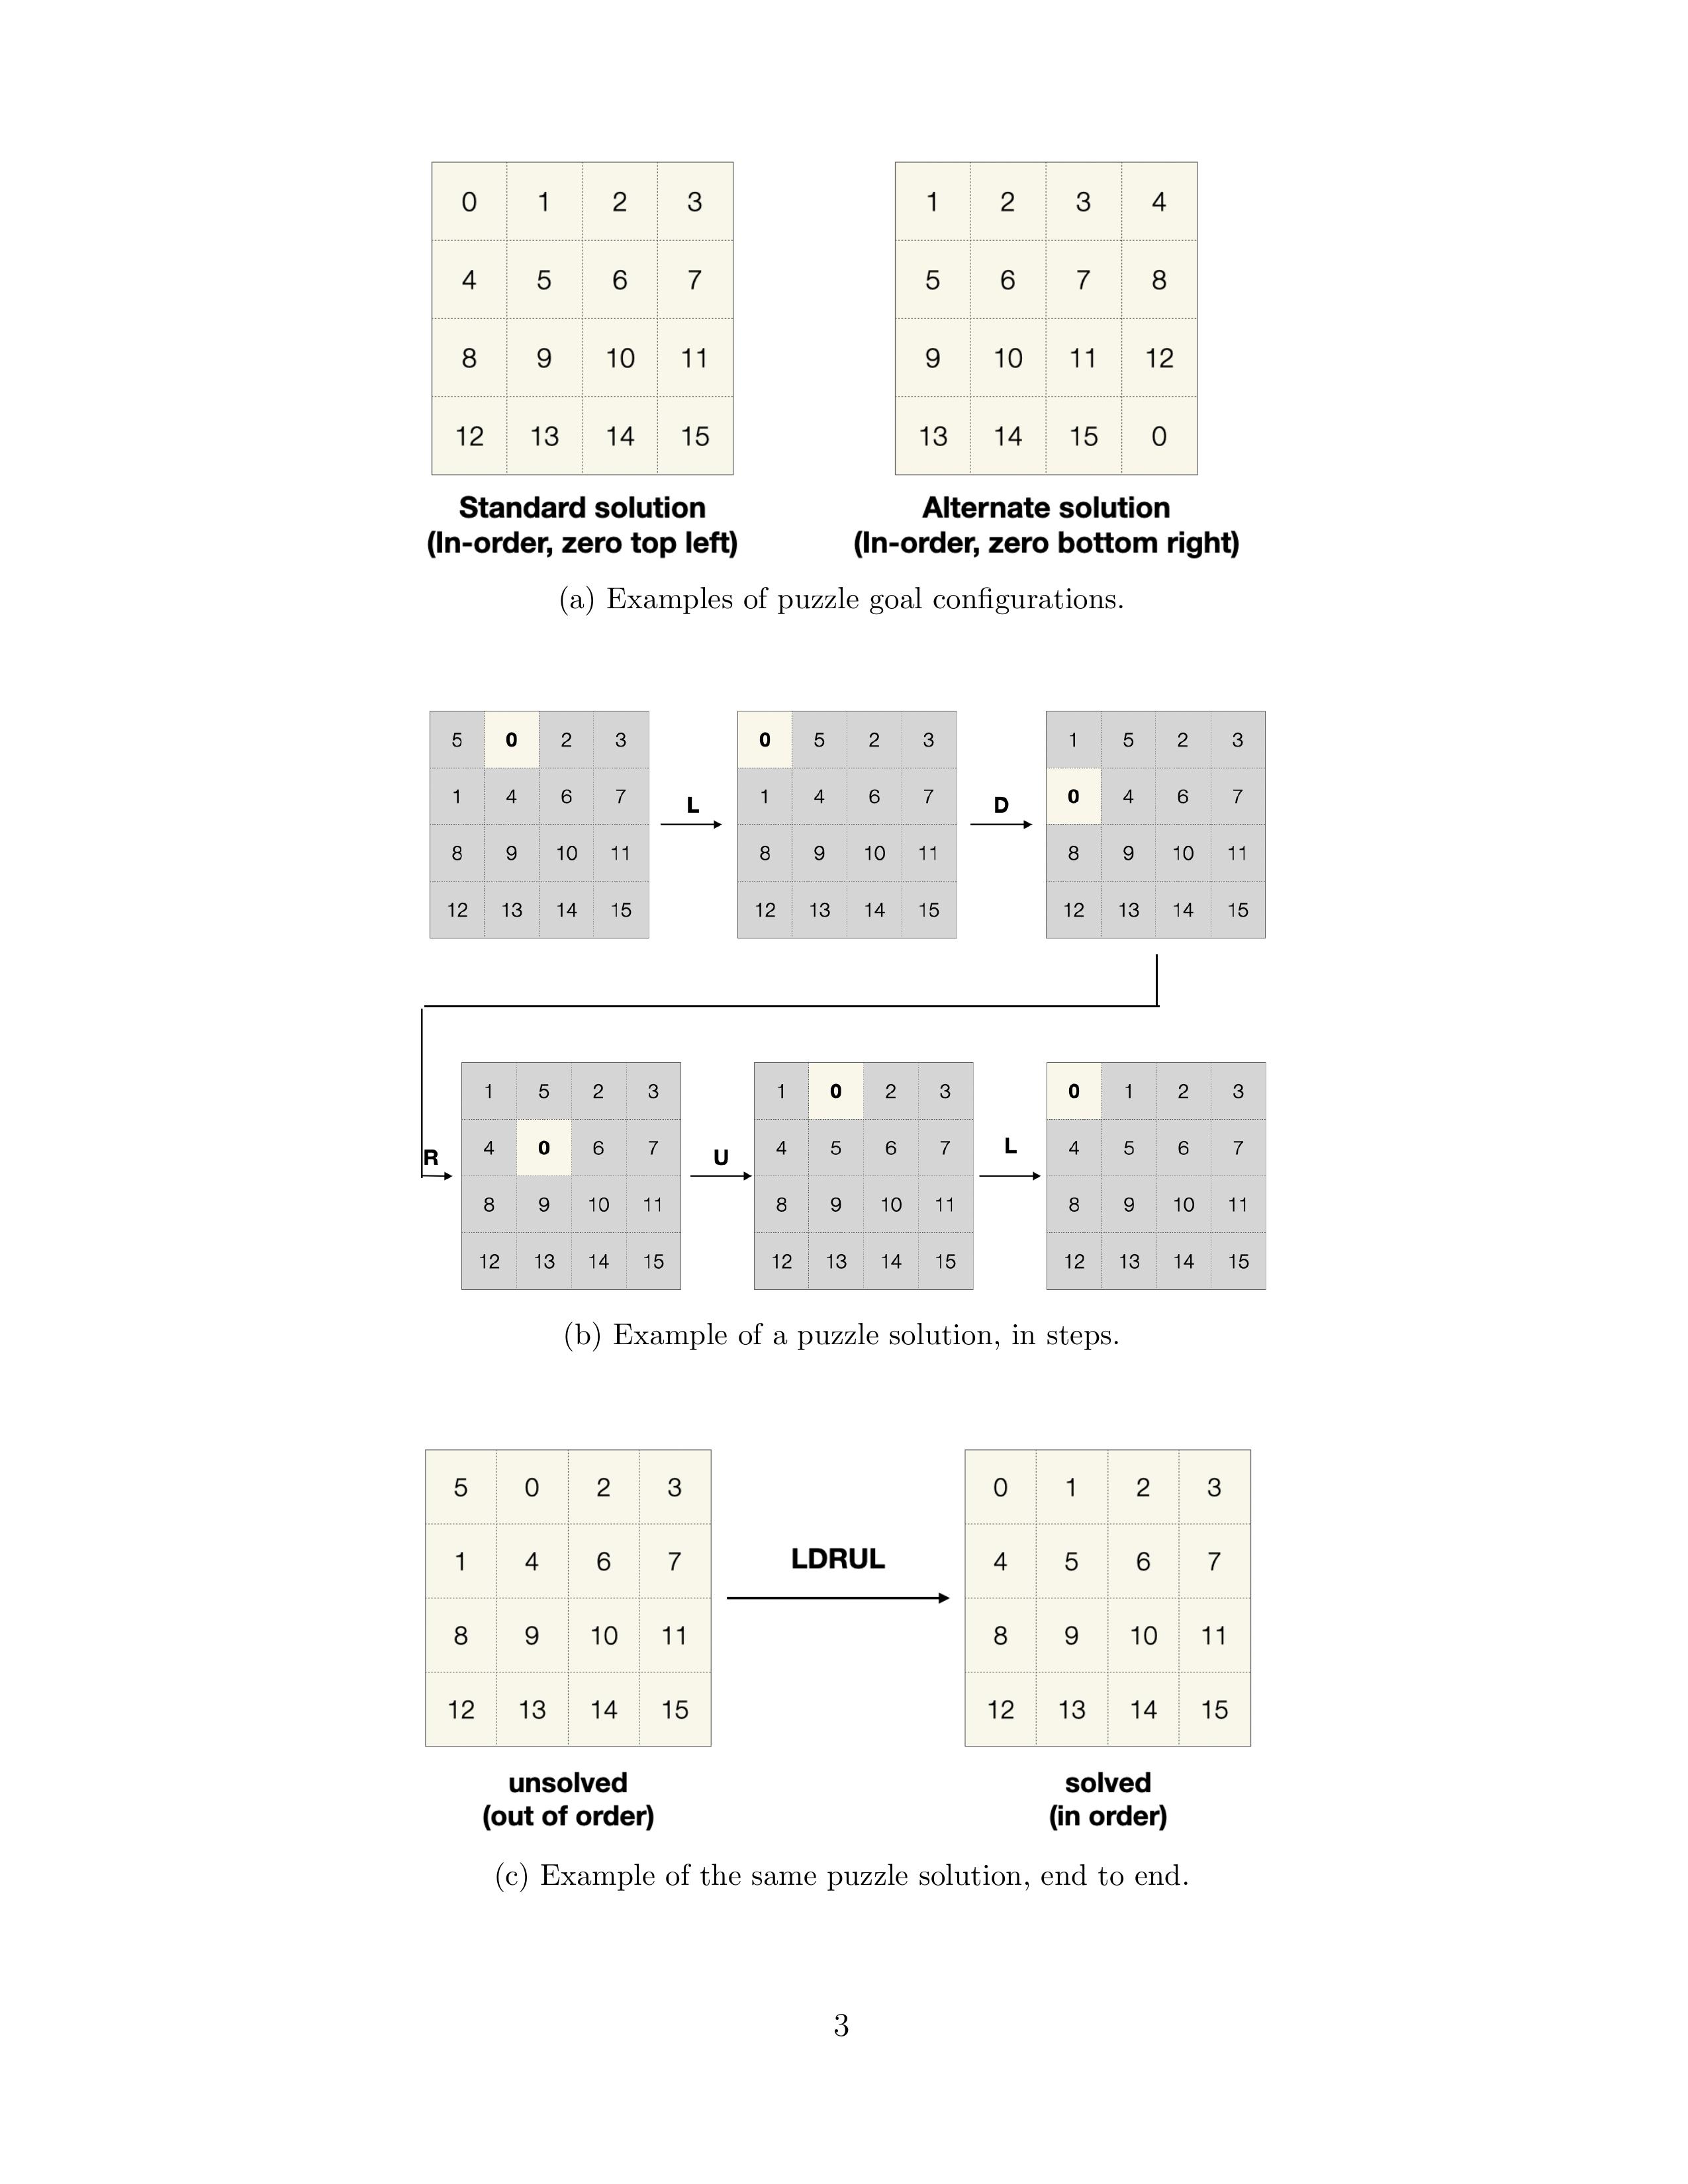 0 1 2 3
4 5 6 7
8 9 10 11
12 13 14 15
Standard solution
(In-order, zero top left)
1 2 3 4
5 6 7 8
9 10 11 12
13 14 15 0
Alternate solution
(In-order, zero bottom right)
(a) Examples of puzzle goal configurations.
5 0 2 3
1 4 6 7
8 9 10 11
12 13 14 15
L
0 5 2 3
1 4 6 7
8 9 10 11
12 13 14 15
D
1 5 2 3
0 4 6 7
8 9 10 11
12 13 14 15
R
1 5 2 3
4 0 6 7
8 9 10 11
12 13 14 15
U
1 0 2 3
4 5 6 7
8 9 10 11
12 13 14 15
L
0 1 2 3
4 5 6 7
8 9 10 11
12 13 14 15
(b) Example of a puzzle solution, in steps.
5 0 2 3
1 4 6 7
8 9 10 11
12 13 14 15
unsolved
(out of order)
LDRUL
0 1 2 3
4 5 6 7
8 9 10 11
12 13 14 15
solved
(in order)
(c) Example of the same puzzle solution, end to end.
3